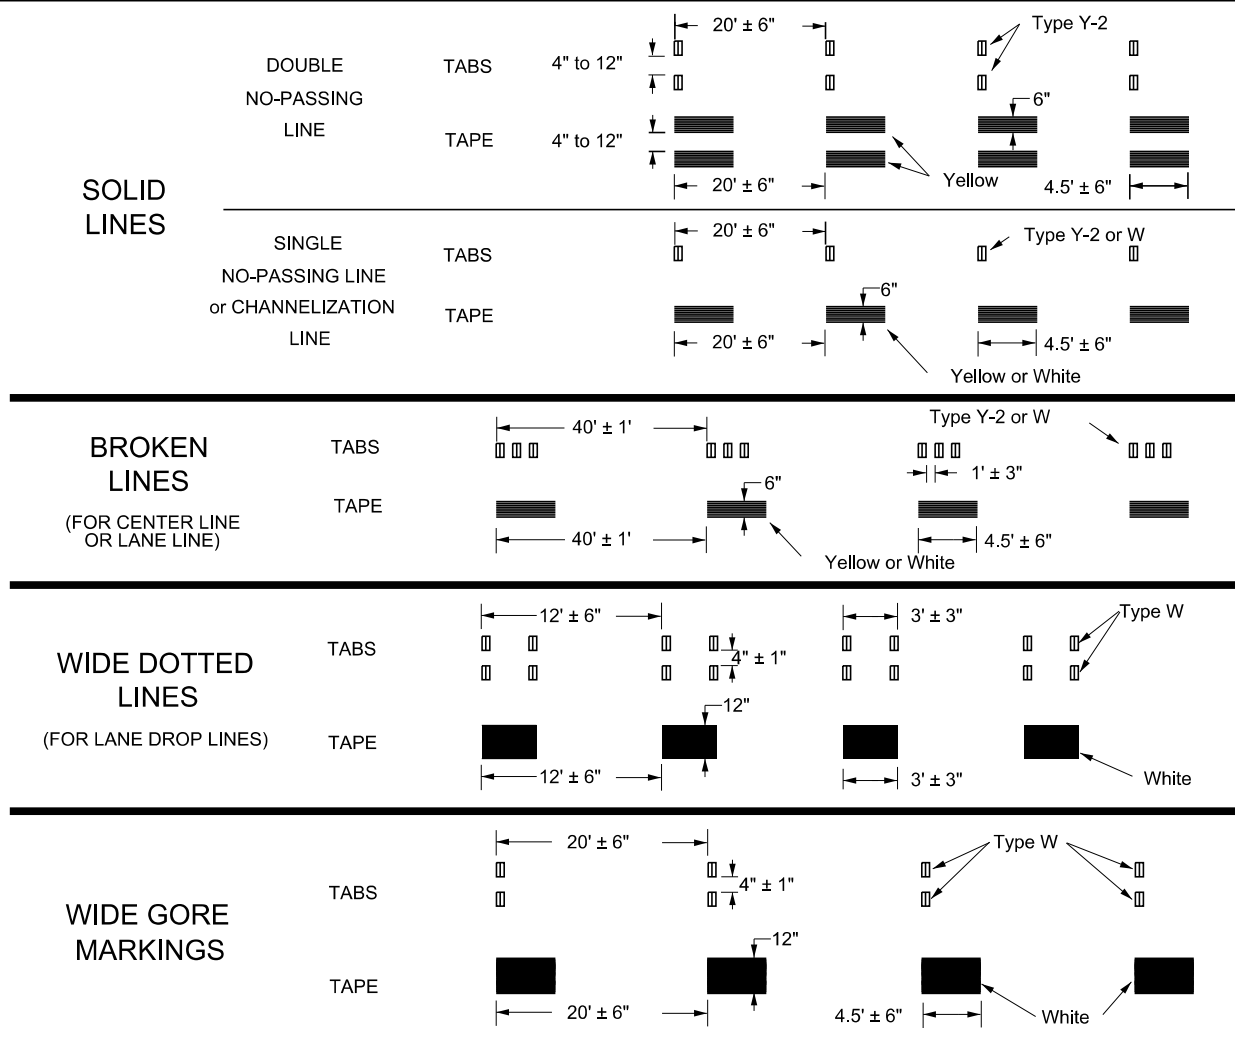 SOLID
LINES
DOUBLE
NO-PASSING
LINE
TABS
4" to 12"
20' ± 6"
Type Y-2
TAPE
4" to 12"
6"
Yellow
20' ± 6"
4.5' ± 6"
SINGLE
NO-PASSING LINE
or CHANNELIZATION
LINE
TABS
20' ± 6"
Type Y-2 or W
TAPE
6"
20' ± 6"
4.5' ± 6"
Yellow or White
BROKEN
LINES
(FOR CENTER LINE
OR LANE LINE)
TABS
40' ± 1'
Type Y-2 or W
1' ± 3"
TAPE
6"
40' ± 1'
4.5' ± 6"
Yellow or White
WIDE DOTTED
LINES
(FOR LANE DROP LINES)
TABS
12' ± 6"
3' ± 3"
Type W
4" ± 1"
TAPE
12"
12' ± 6"
3' ± 3"
White
WIDE GORE
MARKINGS
TABS
20' ± 6"
Type W
4" ± 1"
TAPE
12"
20' ± 6"
4.5' ± 6"
White